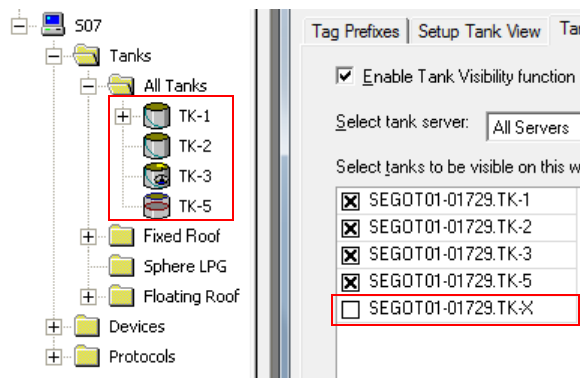 S07
Tanks
All Tanks
TK-1
TK-2
TK-3
TK-5
Fixed Roof
Sphere LPG
Floating Roof
Devices
Protocols
Tag Prefixes Setup Tank View Ta
Enable Tank Visibility function
Select tank server: All Servers
Select tanks to be visible on this w
SEGOT01-01729.TK-1
SEGOT01-01729.TK-2
SEGOT01-01729.TK-3
SEGOT01-01729.TK-5
SEGOT01-01729.TK-X